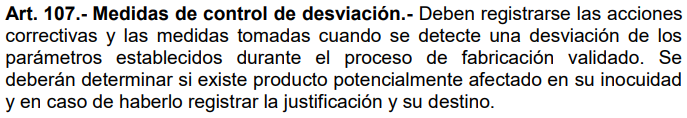 Art. 107.- Medidas de control de desviación.- Deben registrarse las acciones
correctivas y las medidas tomadas cuando se detecte una desviación de los
parámetros establecidos durante el proceso de fabricación validado. Se
deberán determinar si existe producto potencialmente afectado en su inocuidad
y en caso de haberlo registrar la justificación y su destino.